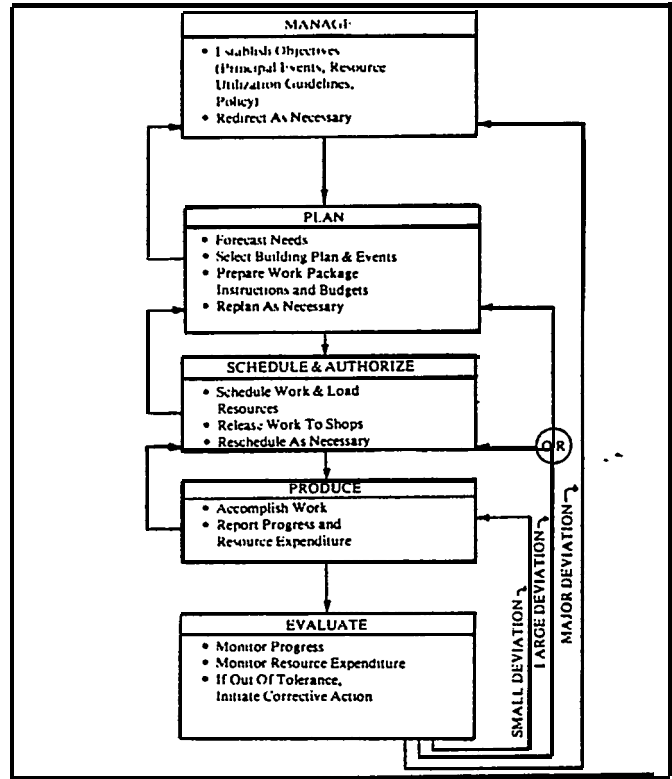 MANAGE
• Establish Objectives
(Principal Events, Resource
Utilization Guidelines,
Policy)
• Redirect As Necessary
PLAN
• Forecast Needs
• Select Building Plan & Events
• Prepare Work Package
Instructions and Budgets
• Replan As Necessary
SCHEDULE & AUTHORIZE
• Schedule Work & Load
Resources
• Release Work To Shops
• Reschedule As Necessary
OR
PRODUCE
• Accomplish Work
• Report Progress and
Resource Expenditure
EVALUATE
• Monitor Progress
• Monitor Resource Expenditure
• If Out Of Tolerance,
Initiate Corrective Action
SMALL DEVIATION
LARGE DEVIATION
MAJOR DEVIATION